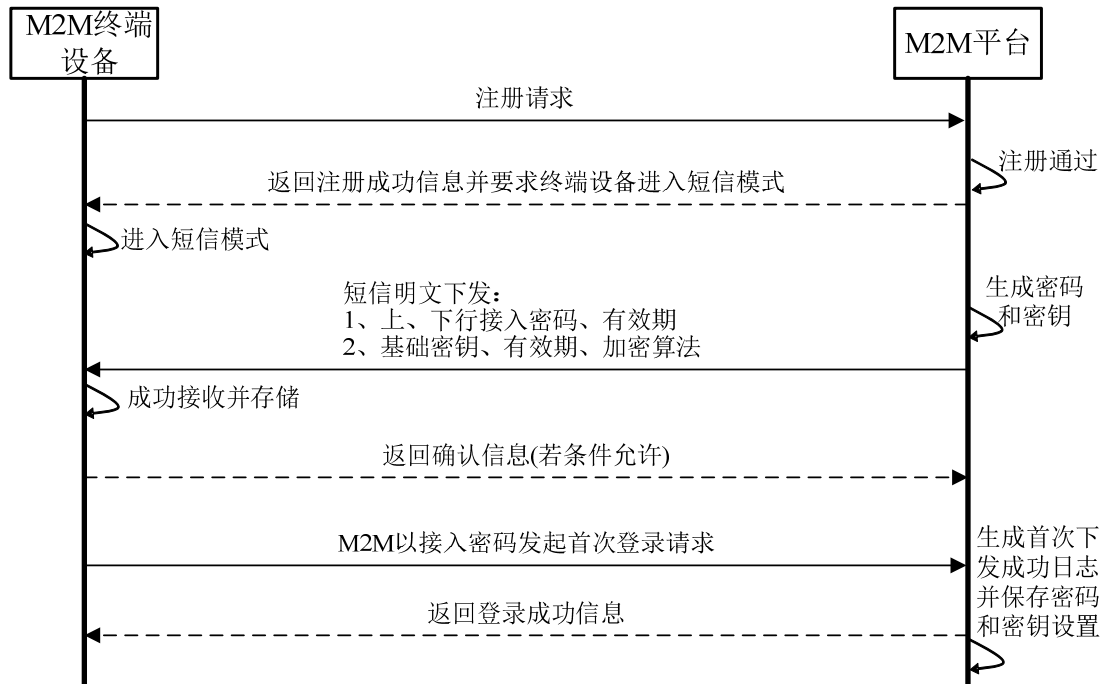 M2M终端
设备
M2M平台
注册请求
注册通过
返回注册成功信息并要求终端设备进入短信模式
进入短信模式
生成密码
和密钥
短信明文下发：
1、上、下行接入密码、有效期
2、基础密钥、有效期、加密算法
成功接收并存储
返回确认信息(若条件允许)
M2M以接入密码发起首次登录请求
生成首次下
发成功日志
并保存密码
和密钥设置
返回登录成功信息